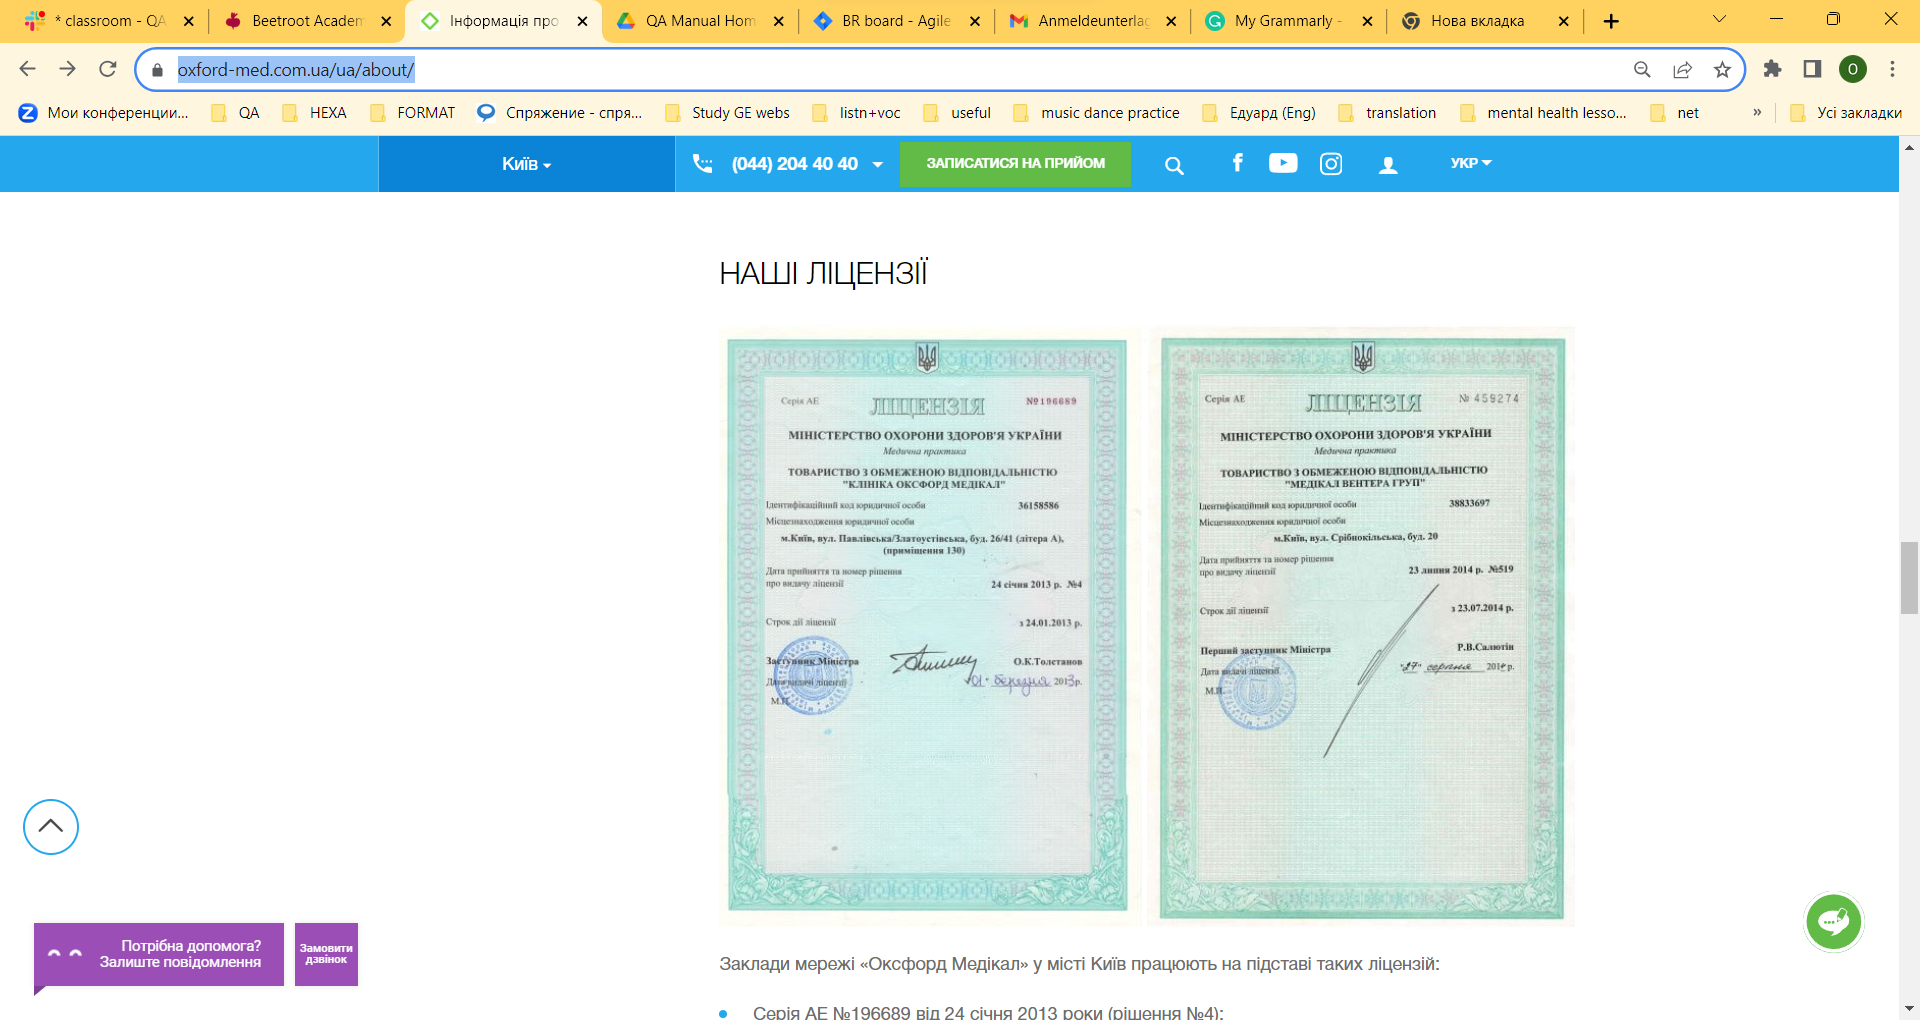 * classroom - QA
Beetroot Academ
Інформація про
QA Manual Hom
BR board - Agile
Anmeldeunterlag
My Grammarly -
Нова вкладка
oxford-med.com.ua/ua/about/
O
Мои конференции...
QA
HEXA
FORMAT
Спряжение - спря...
Study GE webs
listn+voc
useful
music dance practice
Едуард (Eng)
translation
mental health lesso...
net
»
Усі закладки
Київ
(044) 204 40 40
ЗАПИСАТИСЯ НА ПРИЙОМ
УКР
НАШІ ЛІЦЕНЗІЇ
Серія АЕ
ЛІЦЕНЗІЯ
№196689
МІНІСТЕРСТВО ОХОРОНИ ЗДОРОВ'Я УКРАЇНИ
Медична практика
ТОВАРИСТВО З ОБМЕЖЕНОЮ ВІДПОВІДАЛЬНІСТЮ
"КЛІНІКА ОКСФОРД МЕДІКАЛ"
Ідентифікаційний код юридичної особи 36158586
Місцезнаходження юридичної особи
м.Київ, вул. Павлівська/Златоустівська, буд. 26/41 (літера А),
(приміщення 130)
Дата прийняття та номер рішення
про видачу ліцензії 24 січня 2013 р. №4
Строк дії ліцензії з 24.01.2013 р.
Заступник Міністра О.К.Толстанов
Дата видачі ліцензії "01" березня 2013р.
М.П.
Серія АЕ
ЛІЦЕНЗІЯ
№ 459274
МІНІСТЕРСТВО ОХОРОНИ ЗДОРОВ'Я УКРАЇНИ
Медична практика
ТОВАРИСТВО З ОБМЕЖЕНОЮ ВІДПОВІДАЛЬНІСТЮ
"МЕДІКАЛ ВЕНТЕРА ГРУП"
Ідентифікаційний код юридичної особи 38833697
Місцезнаходження юридичної особи
м.Київ, вул. Срібнокільська, буд. 20
Дата прийняття та номер рішення
про видачу ліцензії 23 липня 2014 р. №519
Строк дії ліцензії з 23.07.2014 р.
Перший заступник Міністра Р.В.Салютін
Дата видачі ліцензії "27" серпня 2014р.
М.П.
Потрібна допомога?
Залиште повідомлення
Замовити
дзвінок
Заклади мережі «Оксфорд Медікал» у місті Київ працюють на підставі таких ліцензій:
Серія АЕ №196689 від 24 січня 2013 роки (рішення №4);